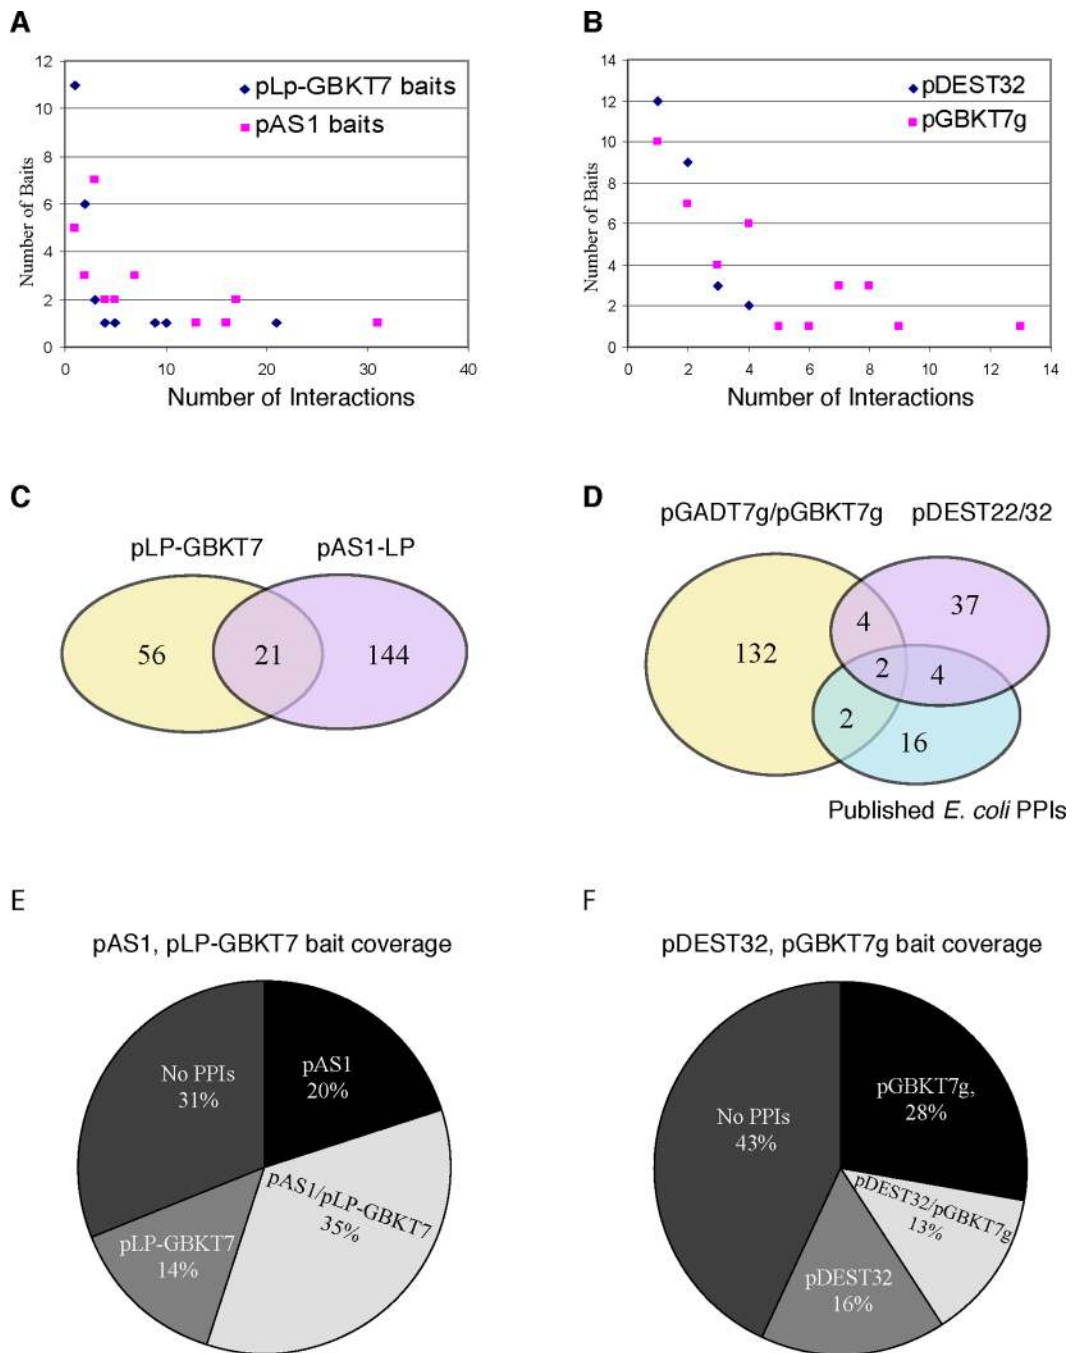 A
12
10
8
6
4
2
0
Number of Baits
pLp-GBKT7 baits
pAS1 baits
0 10 20 30 40
Number of Interactions
B
14
12
10
8
6
4
2
0
Number of Baits
pDEST32
pGBKT7g
0 2 4 6 8 10 12 14
Number of Interactions
C
pLP-GBKT7 pAS1-LP
56 21 144
D
pGADT7g/pGBKT7g pDEST22/32
132
4
37
2
4
2
16
Published E. coli PPIs
E
pAS1, pLP-GBKT7 bait coverage
No PPIs
31%
pAS1
20%
pAS1/pLP-GBKT7
35%
pLP-GBKT7
14%
F
pDEST32, pGBKT7g bait coverage
No PPIs
43%
pGBKT7g,
28%
pDEST32/pGBKT7g
13%
pDEST32
16%